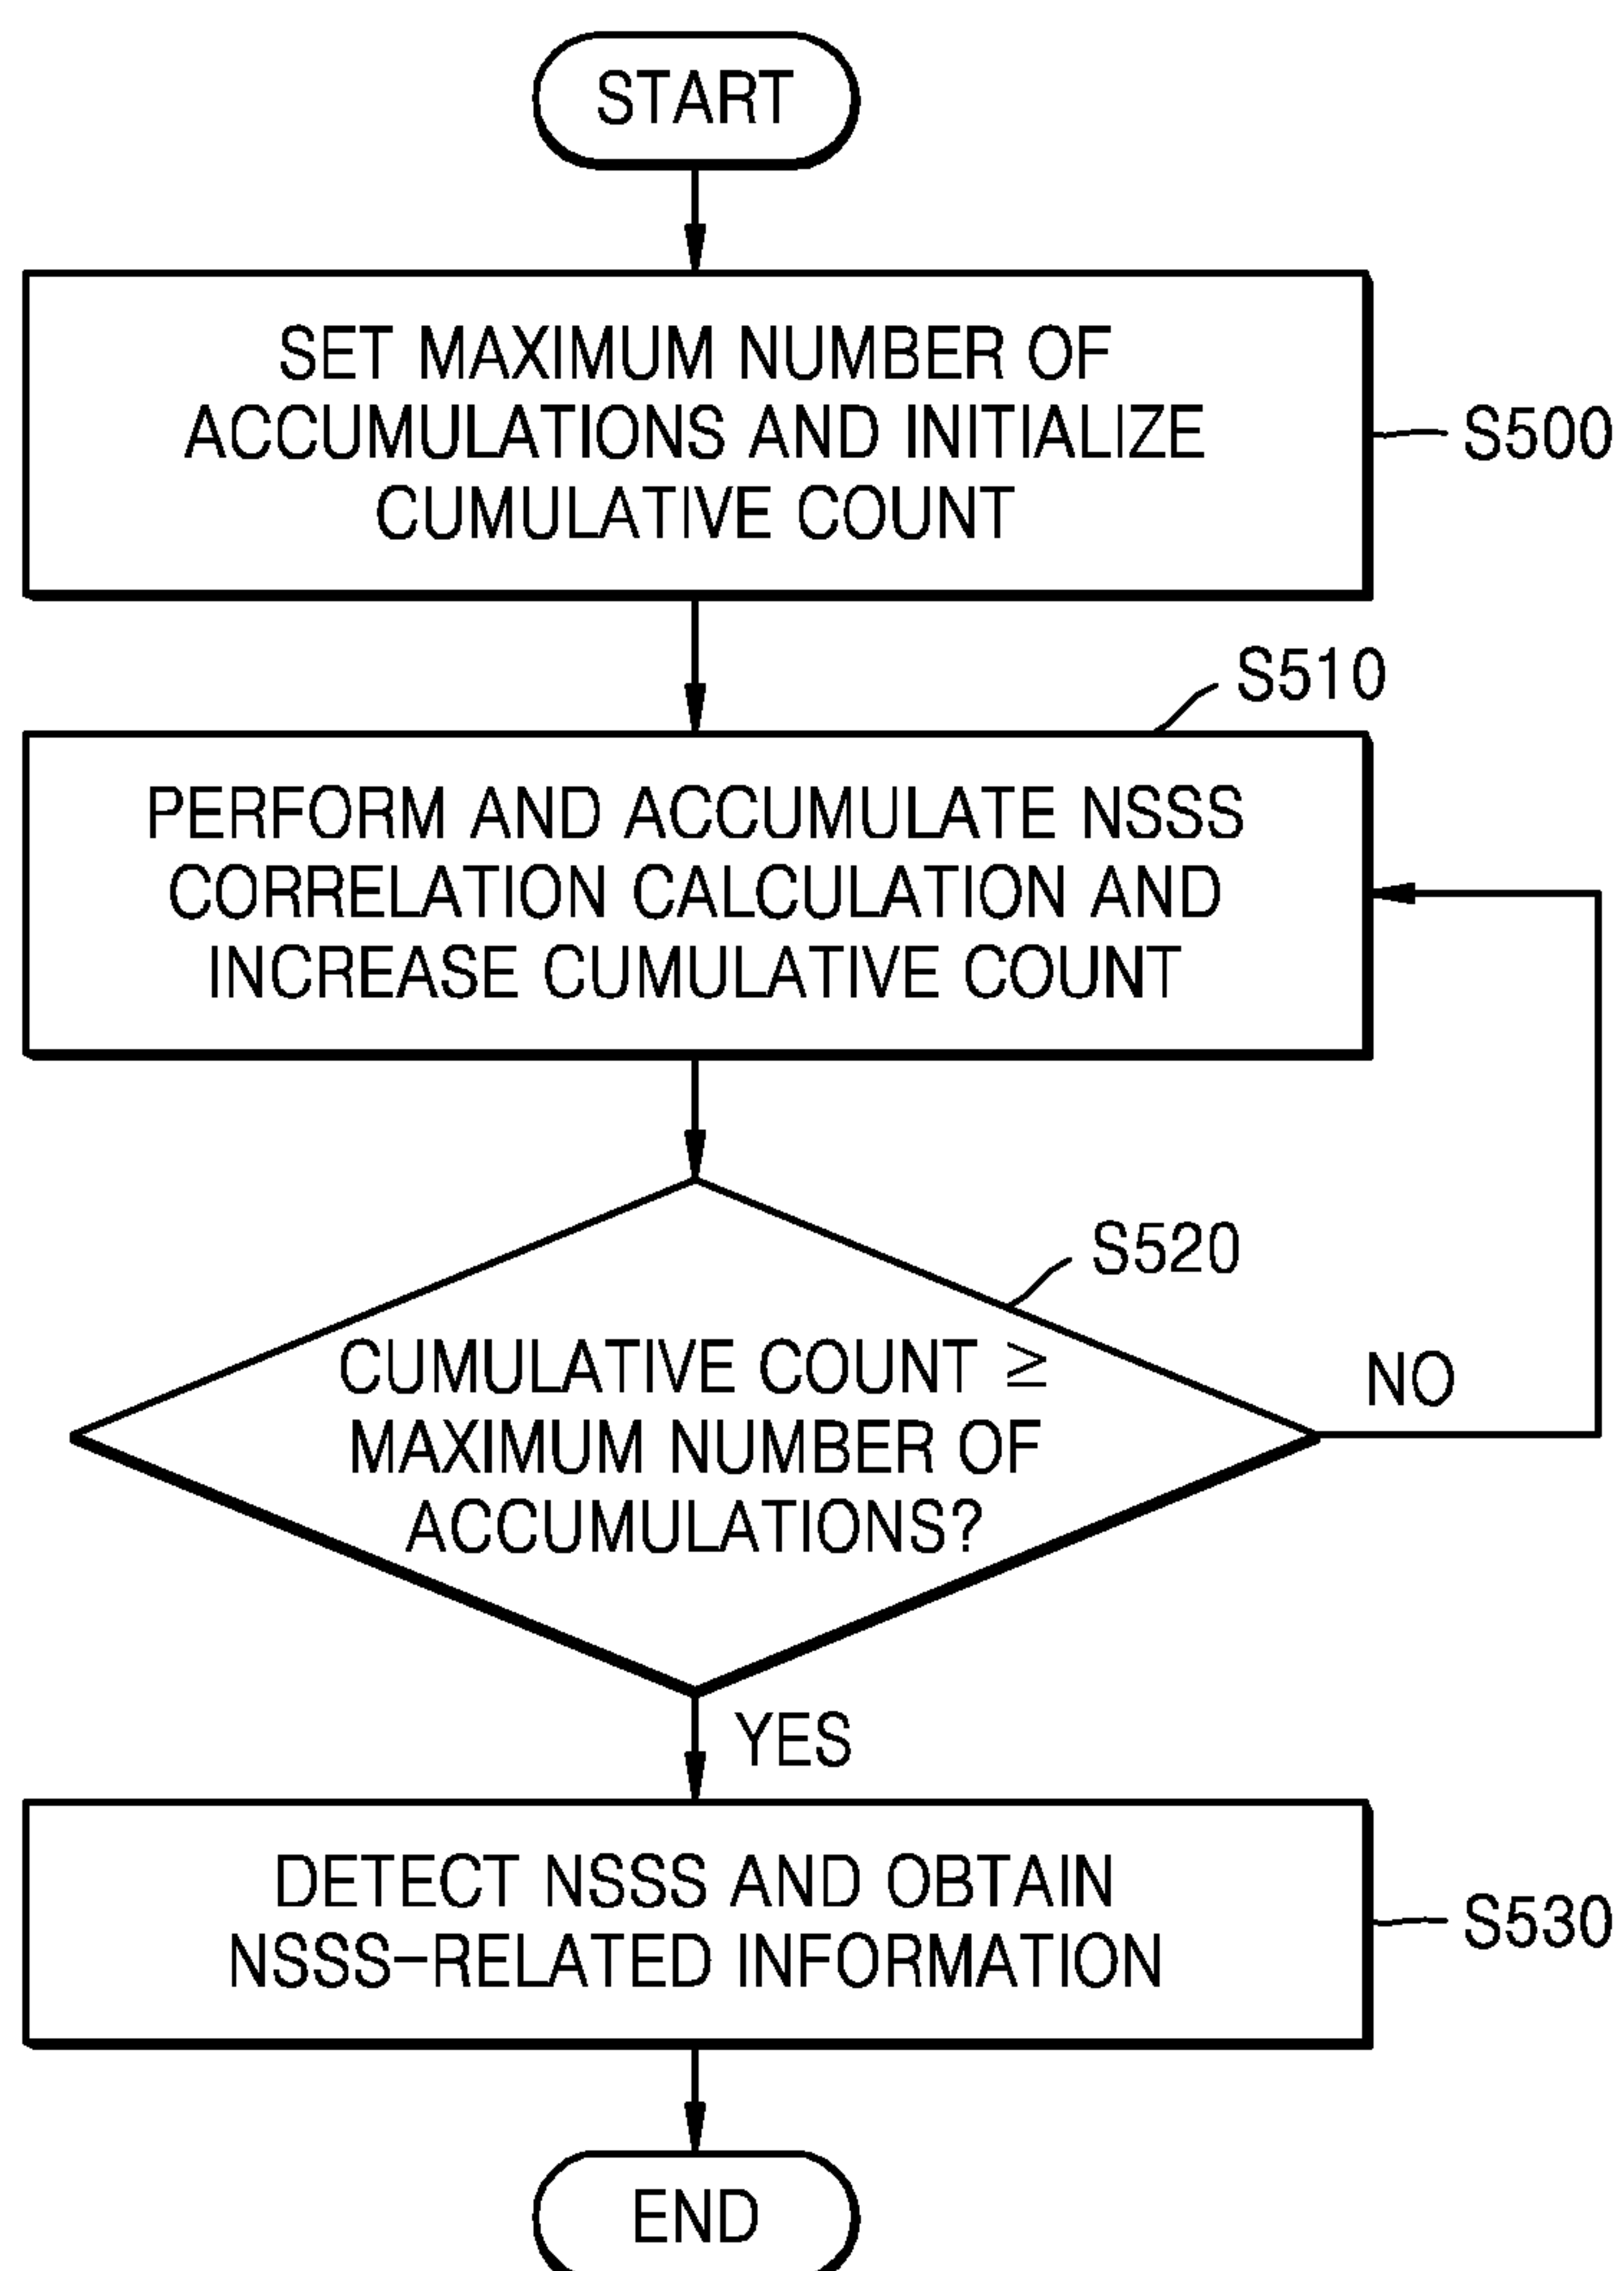 START
SET MAXIMUM NUMBER OF
ACCUMULATIONS AND INITIALIZE
CUMULATIVE COUNT
S500
S510
PERFORM AND ACCUMULATE NSSS
CORRELATION CALCULATION AND
INCREASE CUMULATIVE COUNT
S520
CUMULATIVE COUNT ≥
MAXIMUM NUMBER OF
ACCUMULATIONS?
NO
YES
DETECT NSSS AND OBTAIN
NSSS-RELATED INFORMATION
S530
END